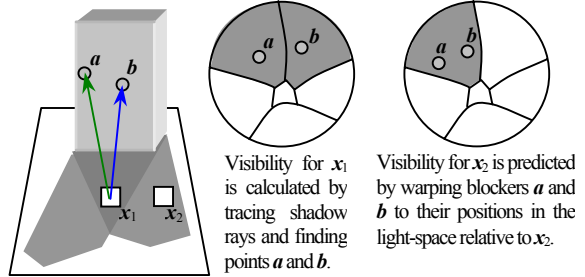 a
b
x1
x2
a
b
a
b
Visibility for x1
is calculated by
tracing shadow
rays and finding
points a and b.
Visibility for x2 is predicted
by warping blockers a and
b to their positions in the
light-space relative to x2.